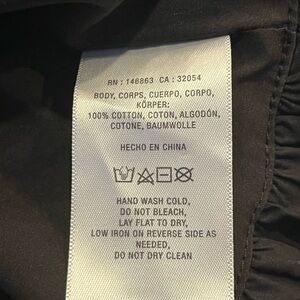 RN : 146863 CA : 32054
BODY, CORPS, CUERPO, CORPO,
KÖRPER:
100% COTTON, COTON, ALGODÓN,
COTONE, BAUMWOLLE
HECHO EN CHINA
HAND WASH COLD,
DO NOT BLEACH,
LAY FLAT TO DRY,
LOW IRON ON REVERSE SIDE AS
NEEDED,
DO NOT DRY CLEAN